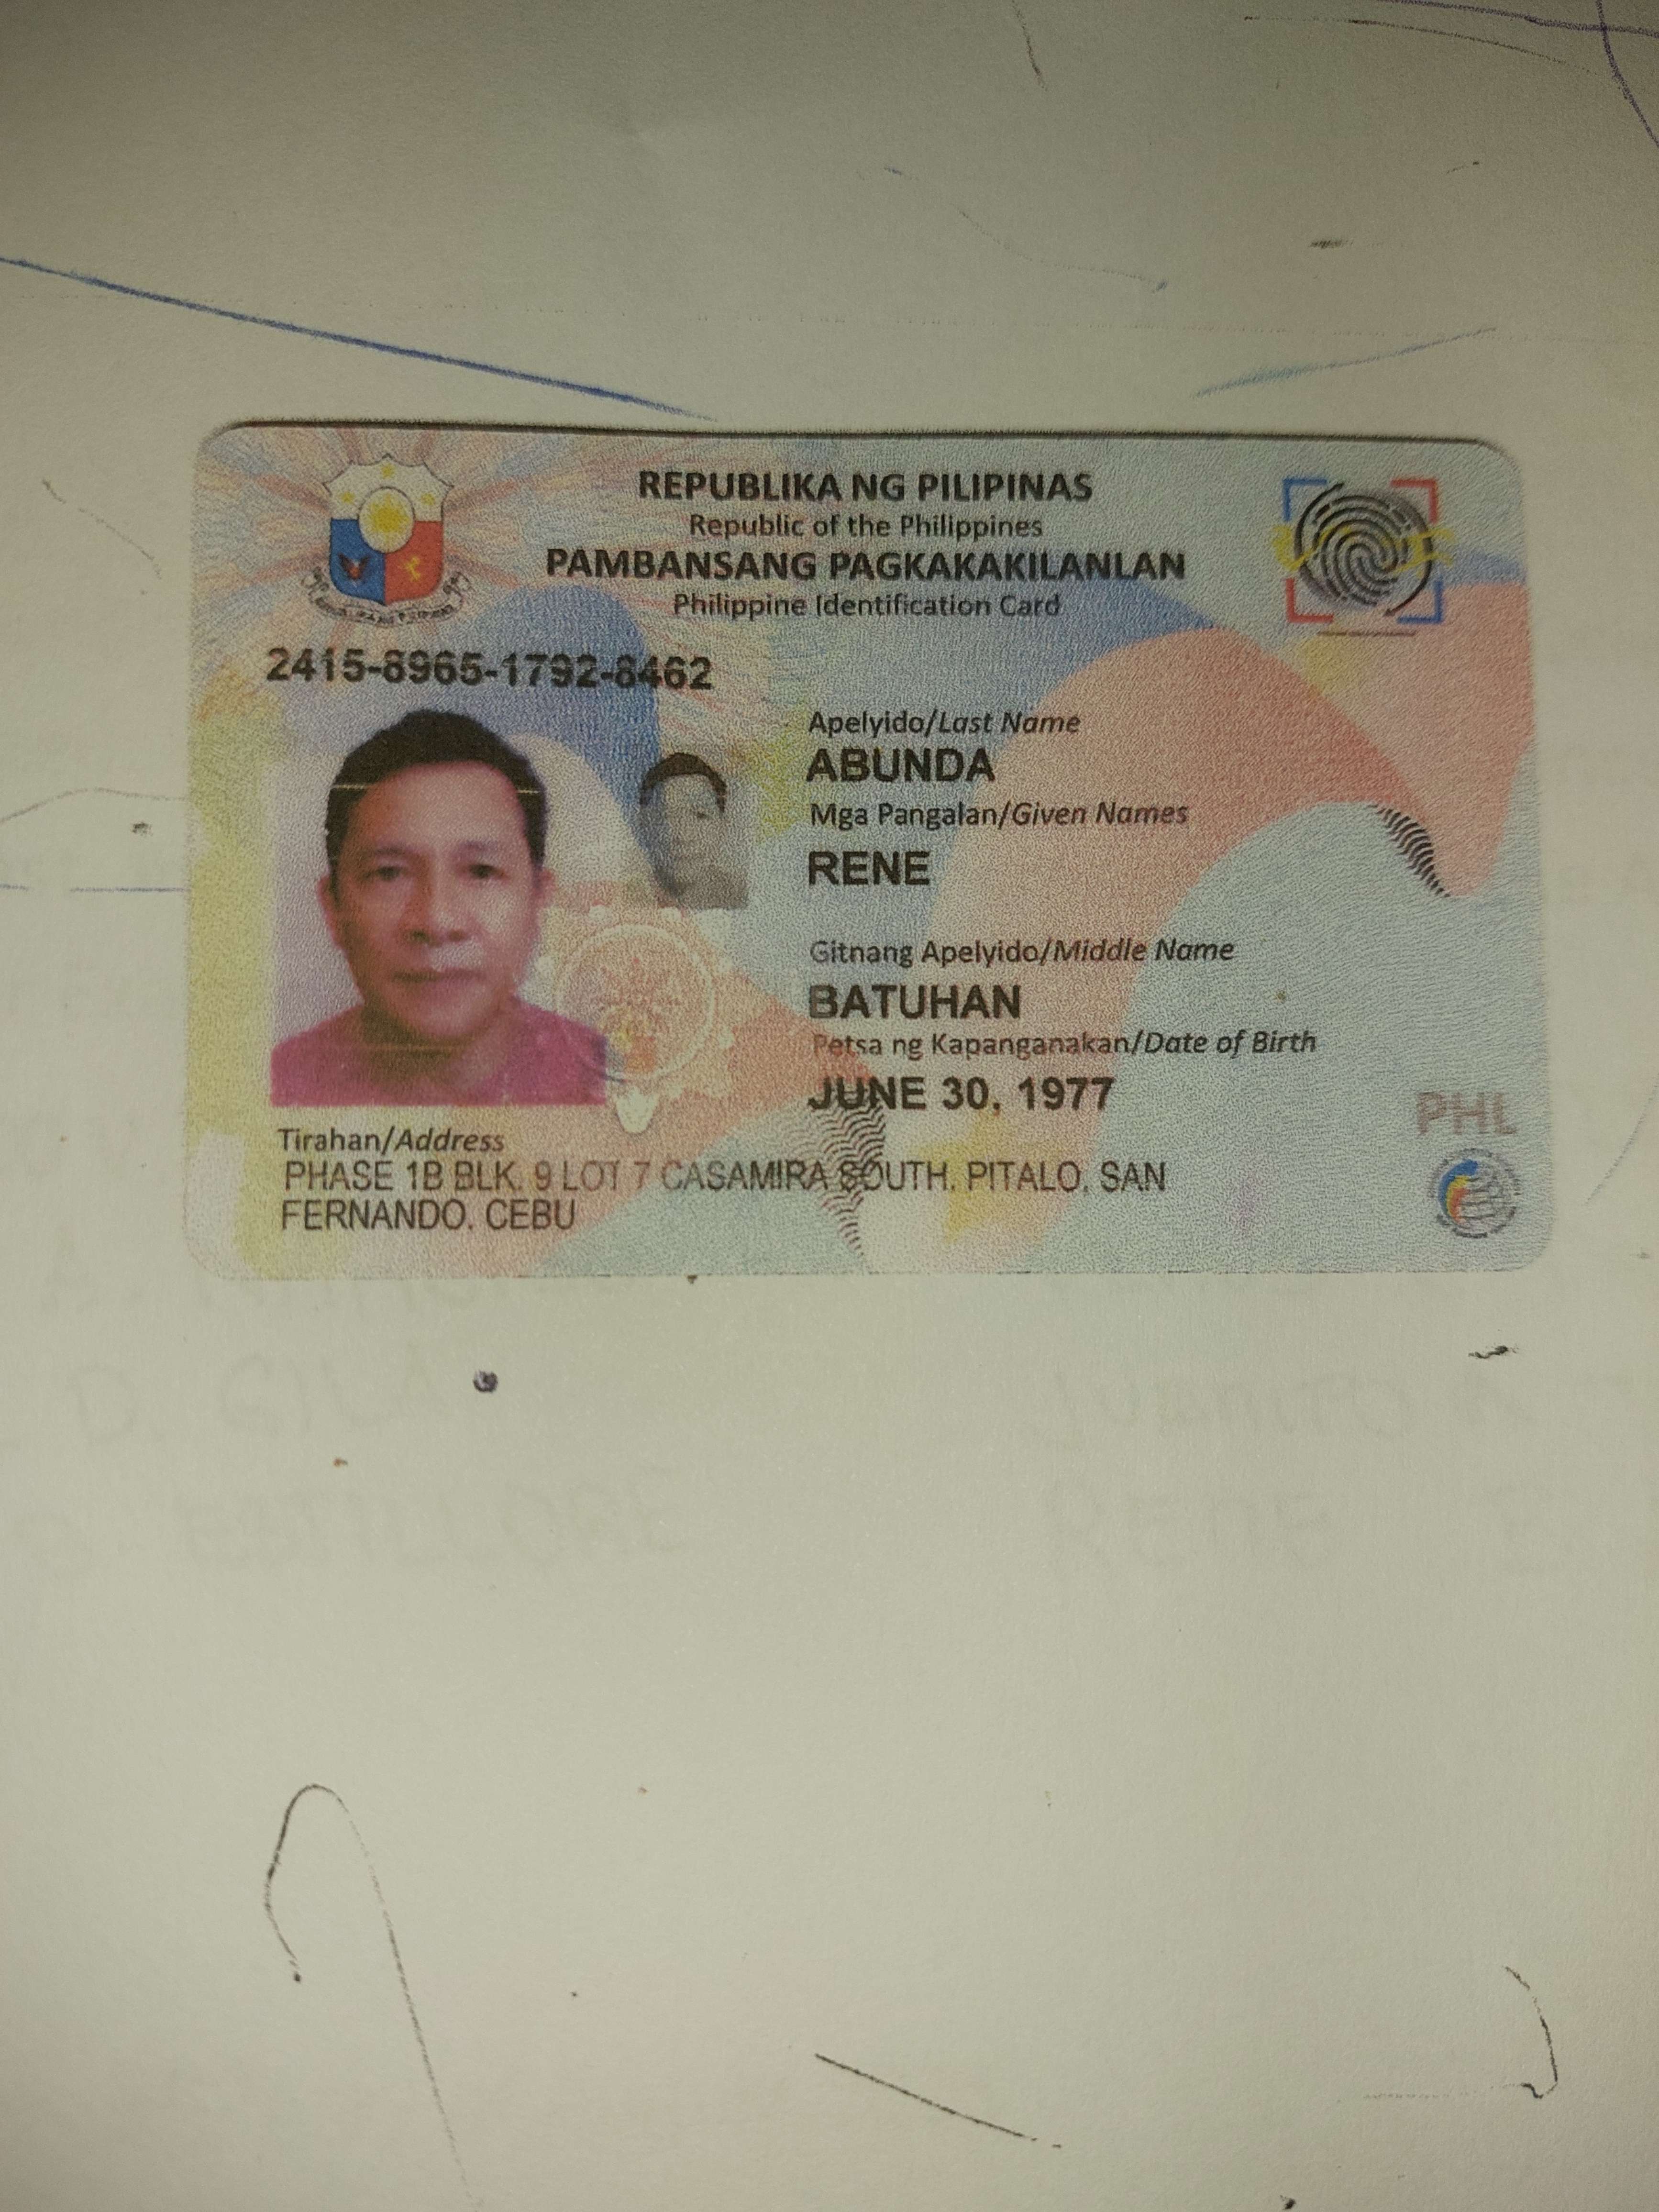 REPUBLIKA NG PILIPINAS
Republic of the Philippines
PAMBANSANG PAGKAKAKILANLAN
Philippine Identification Card
2415-8965-1792-8462
Apelyido/Last Name
ABUNDA
Mga Pangalan/Given Names
RENE
Gitnang Apelyido/Middle Name
BATUHAN
Petsa ng Kapanganakan/Date of Birth
JUNE 30, 1977
PHL
Tirahan/Address
PHASE 1B BLK. 9 LOT 7 CASAMIRA SOUTH, PITALO, SAN
FERNANDO, CEBU